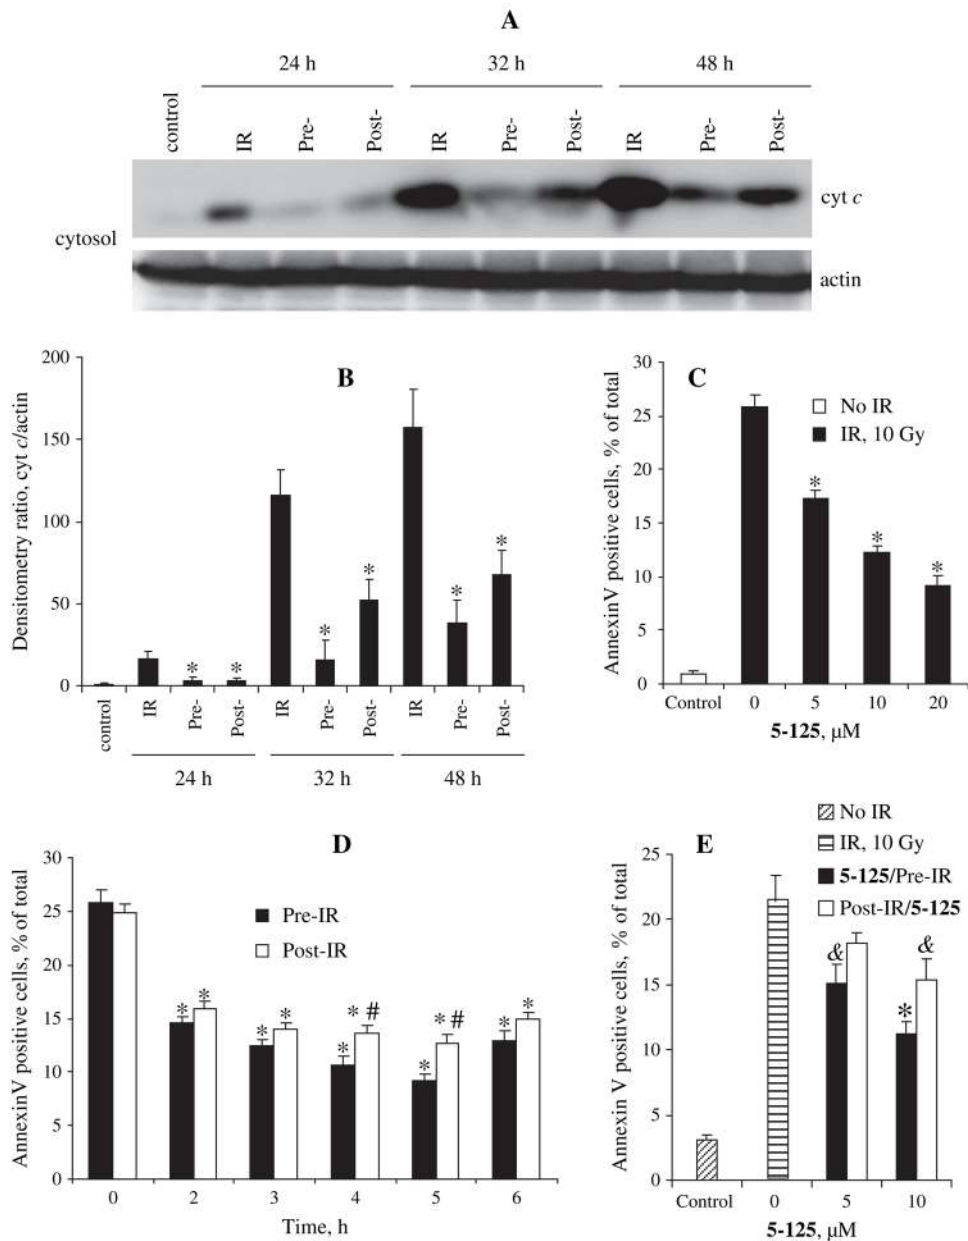 A
24 h 32 h 48 h
control IR Pre- Post- IR Pre- Post- IR Pre- Post-
cyt c
cytosol
actin
B
Densitometry ratio, cyt c/actin
200
150
100
50
0
* * * * * *
control IR Pre- Post- IR Pre- Post- IR Pre- Post-
24 h 32 h 48 h
C
AnnexinV positive cells, % of total
30
25
20
15
10
5
0
No IR
IR, 10 Gy
* * *
Control 0 5 10 20
5-125, μM
D
AnnexinV positive cells, % of total
30
25
20
15
10
5
0
Pre-IR
Post-IR
* * * * * * # * * # * *
0 2 3 4 5 6
Time, h
E
Annexin V positive cells, % of total
25
20
15
10
5
0
No IR
IR, 10 Gy
5-125/Pre-IR
Post-IR/5-125
& * &
Control 0 5 10
5-125, μM